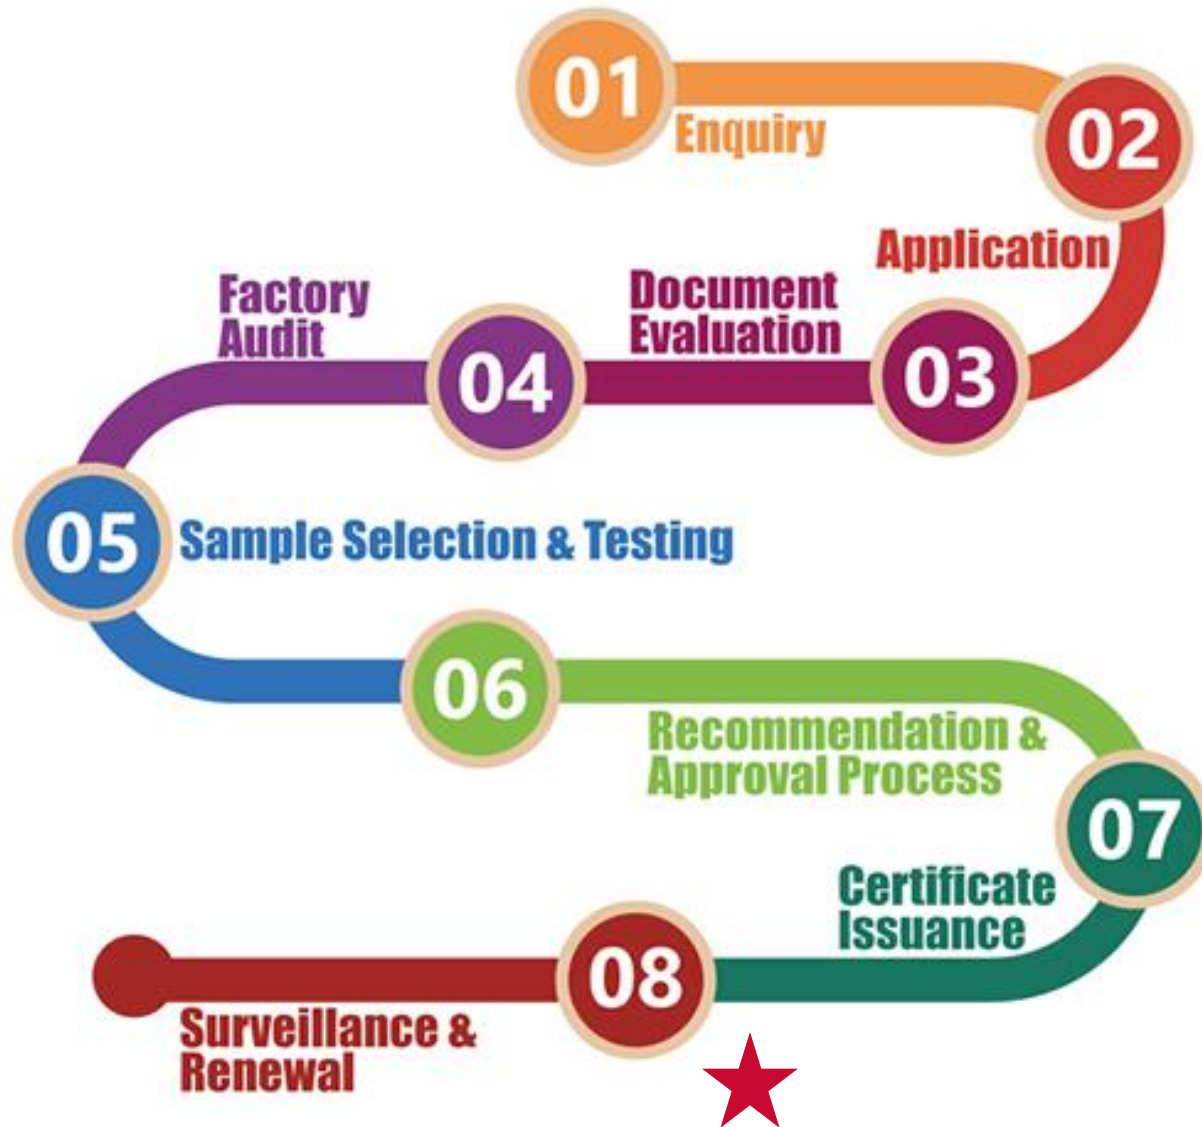 01
Enquiry
02
Application
03
Document
Evaluation
04
Factory
Audit
05
Sample Selection & Testing
06
Recommendation &
Approval Process
07
Certificate
Issuance
08
Surveillance &
Renewal